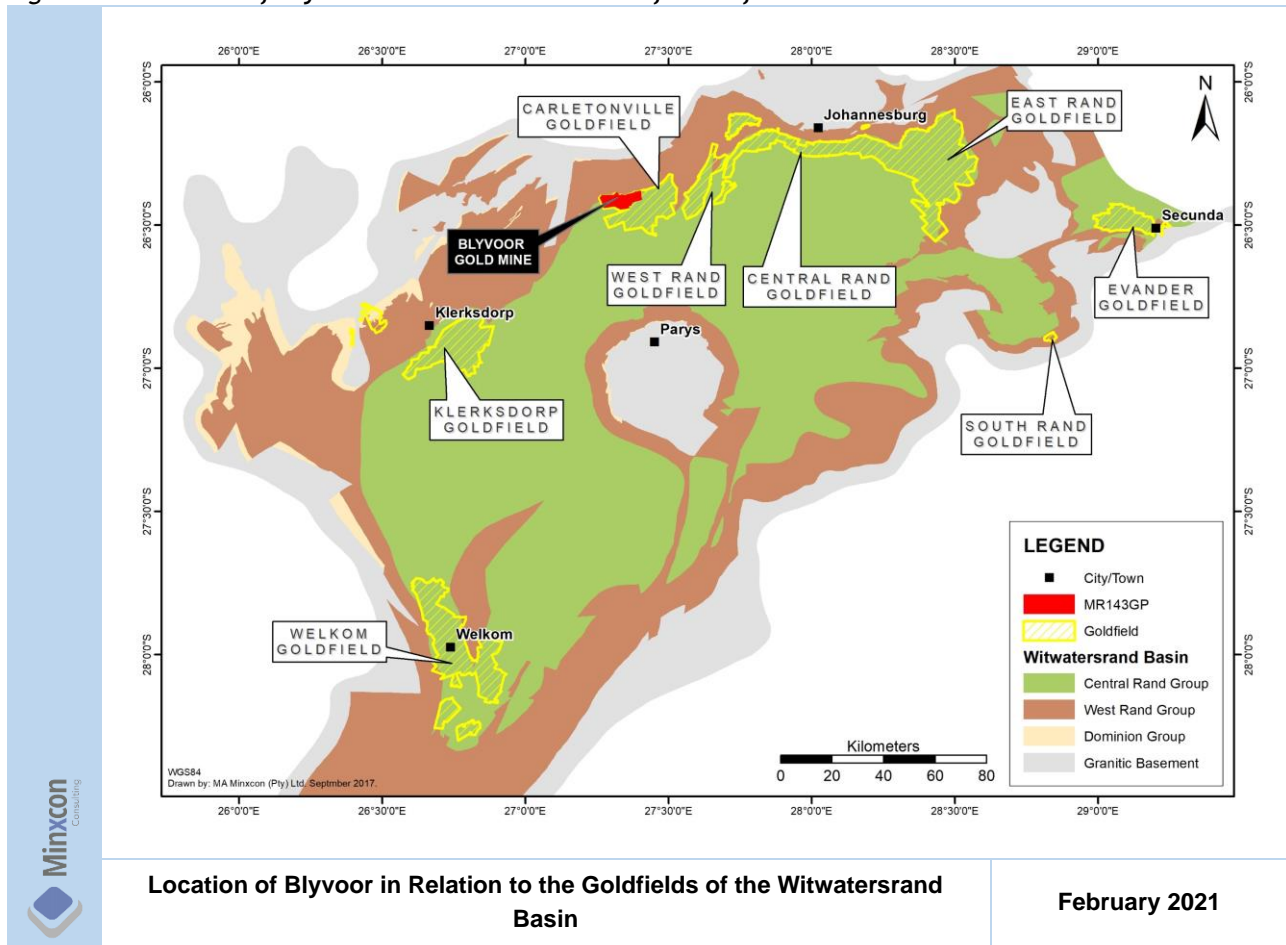 26°0'0"E
26°30'0"E
27°0'0"E
27°30'0"E
28°0'0"E
28°30'0"E
29°0'0"E
26°0'0"S
26°0'0"S
N
CARLETONVILLE
GOLDFIELD
Johannesburg
EAST RAND
GOLDFIELD
26°30'0"S
26°30'0"S
Secunda
BLYVOOR
GOLD MINE
WEST RAND
GOLDFIELD
CENTRAL RAND
GOLDFIELD
EVANDER
GOLDFIELD
Klerksdorp
Parys
27°0'0"S
27°0'0"S
KLERKSDORP
GOLDFIELD
SOUTH RAND
GOLDFIELD
27°30'0"S
27°30'0"S
LEGEND
City/Town
MR143GP
Goldfield
Witwatersrand Basin
Central Rand Group
West Rand Group
Dominion Group
Granitic Basement
WELKOM
GOLDFIELD
Welkom
28°0'0"S
28°0'0"S
Kilometers
0 20 40 60 80
WGS84
Drawn by: MA Minxcon (Pty) Ltd. Septmber 2017.
26°0'0"E
26°30'0"E
27°0'0"E
27°30'0"E
28°0'0"E
28°30'0"E
29°0'0"E
Minxcon
Consulting
Location of Blyvoor in Relation to the Goldfields of the Witwatersrand
Basin
February 2021